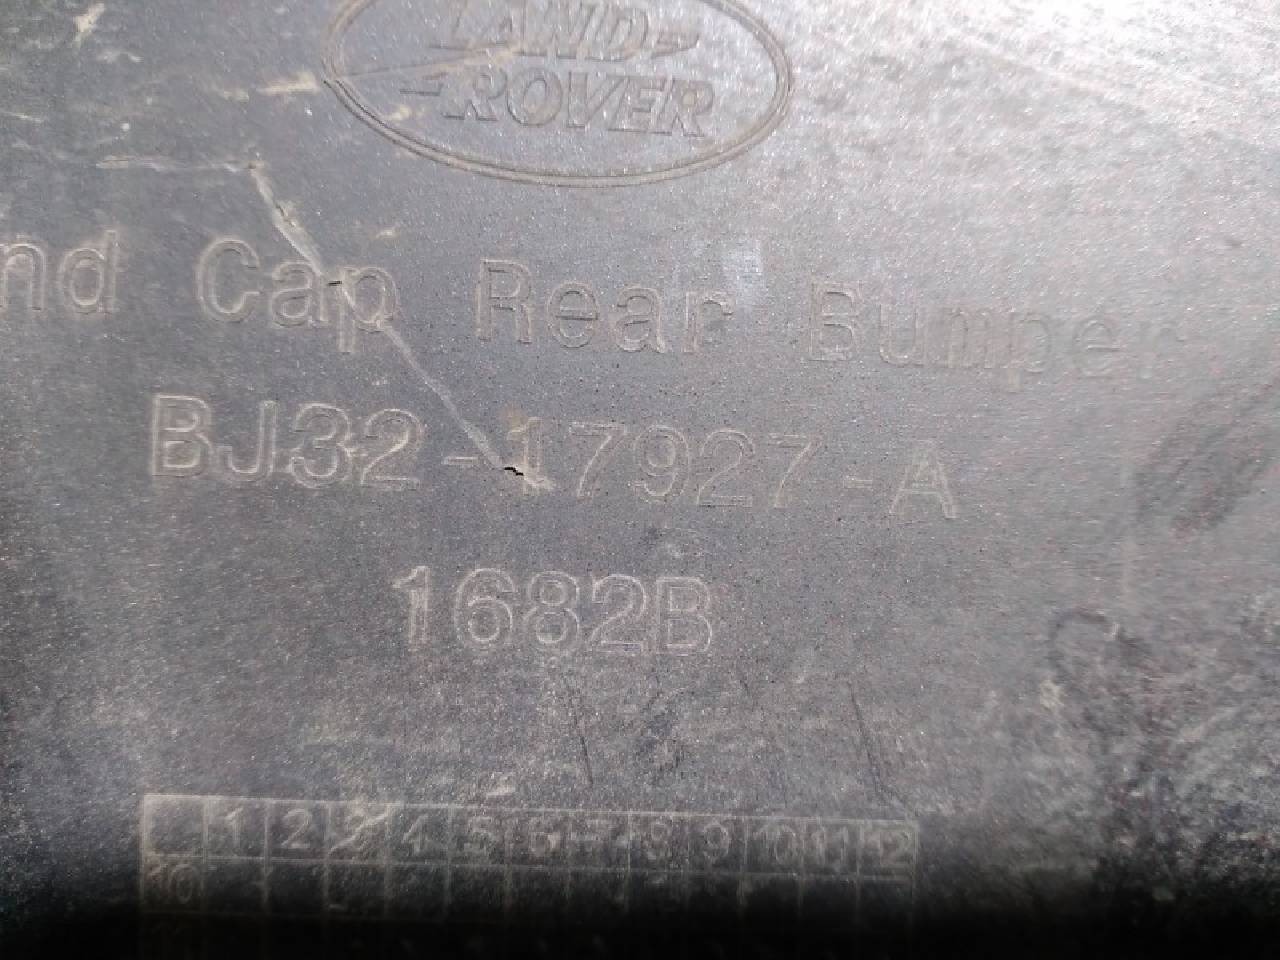 LAND
ROVER
nd Cap Rear Bumper
BJ32-17927-A
1682B
1 2 3 4 5 6 7 8 9 10 11 12
10